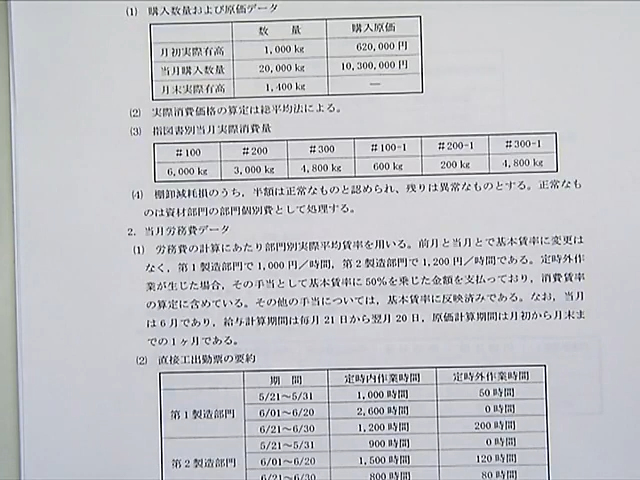 (1) 購入数量および原価データ
数 量 購入原価
月初実際有高 1,000 kg 620,000 円
当月購入数量 20,000 kg 10,300,000 円
月末実際有高 1,400 kg —
(2) 実際消費価格の算定は総平均法による。
(3) 指図書別当月実際消費量
#100 #200 #300 #100-1 #200-1 #300-1
6,000 kg 3,000 kg 4,800 kg 600 kg 200 kg 4,800 kg
(4) 棚卸減耗損のうち、半額は正常なものと認められ、残りは異常なものとする。正常なも
のは資材部門の部門個別費として処理する。
2. 当月労務費データ
(1) 労務費の計算にあたり部門別実際平均賃率を用いる。前月と当月とで基本賃率に変更は
なく、第1製造部門で1,000円/時間、第2製造部門で1,200円/時間である。定時外作
業が生じた場合、その手当として基本賃率に50%を乗じた金額を支払っており、消費賃率
の算定に含めている。その他の手当については、基本賃率に反映済みである。なお、当月
は6月であり、給与計算期間は毎月21日から翌月20日、原価計算期間は月初から月末ま
での1ヶ月である。
(2) 直接工出勤票の要約
期 間 定時内作業時間 定時外作業時間
第1製造部門 5/21〜5/31 1,000 時間 50 時間
6/01〜6/20 2,600 時間 0 時間
6/21〜6/30 1,200 時間 200 時間
第2製造部門 5/21〜5/31 900 時間 0 時間
6/01〜6/20 1,500 時間 120 時間
6/21〜6/30 800 時間 80 時間